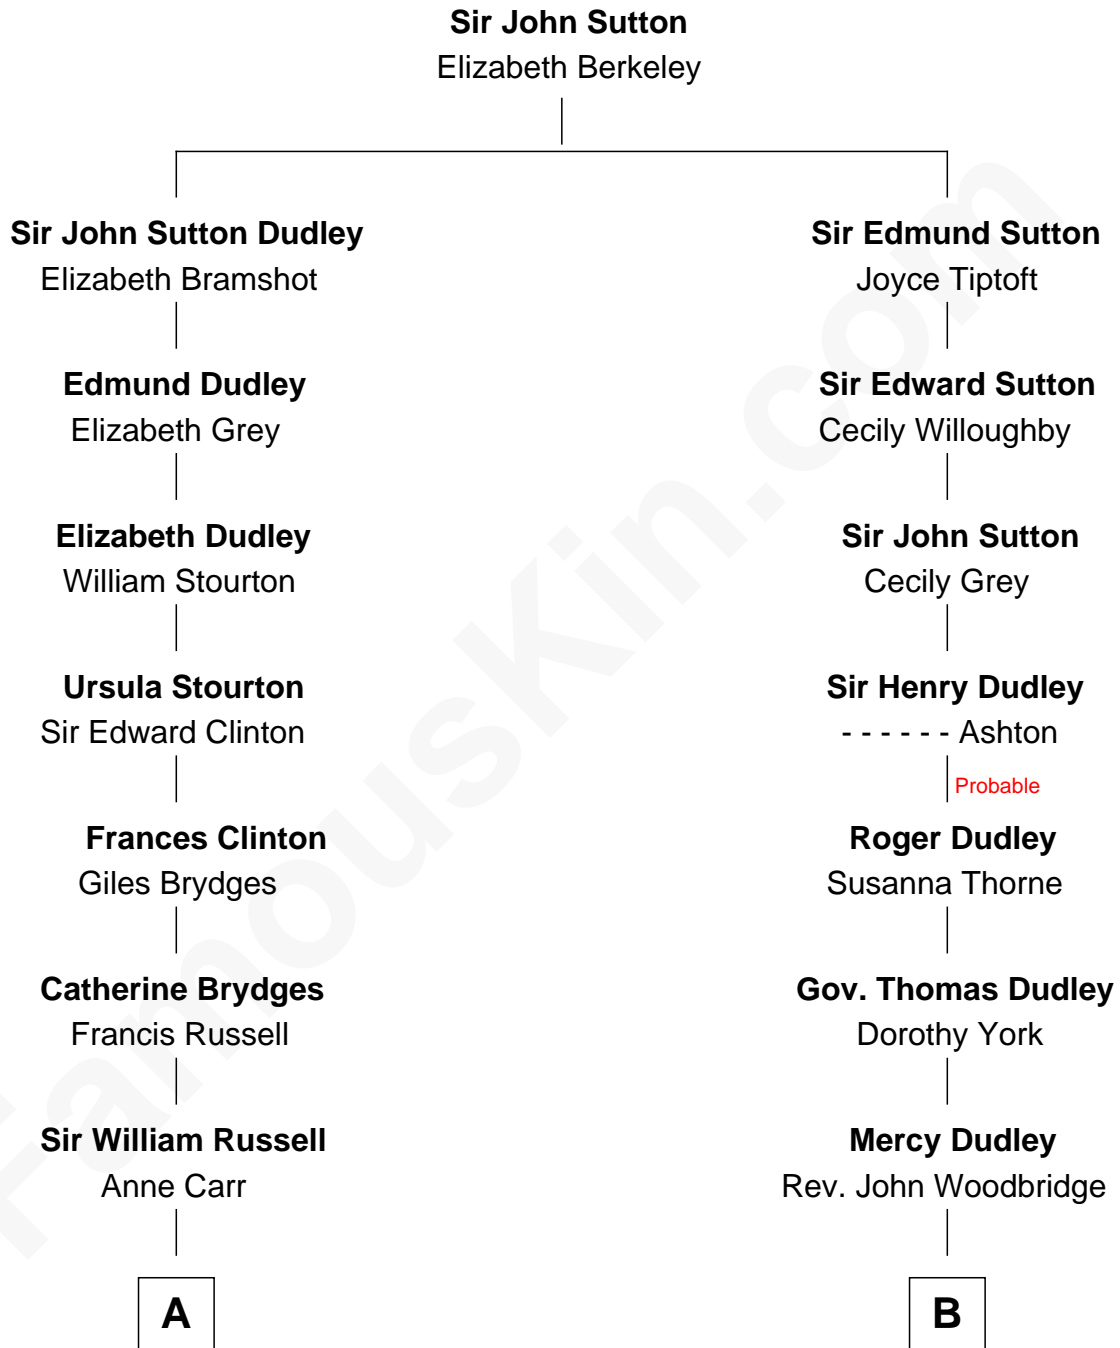 Sir John Sutton
Elizabeth Berkeley
Sir John Sutton Dudley
Elizabeth Bramshot
Edmund Dudley
Elizabeth Grey
Elizabeth Dudley
William Stourton
Ursula Stourton
Sir Edward Clinton
Frances Clinton
Giles Brydges
Catherine Brydges
Francis Russell
Sir William Russell
Anne Carr
A
Sir Edmund Sutton
Joyce Tiptoft
Sir Edward Sutton
Cecily Willoughby
Sir John Sutton
Cecily Grey
Sir Henry Dudley
- - - - - - Ashton
Probable
Roger Dudley
Susanna Thorne
Gov. Thomas Dudley
Dorothy York
Mercy Dudley
Rev. John Woodbridge
B
FamousKin.com